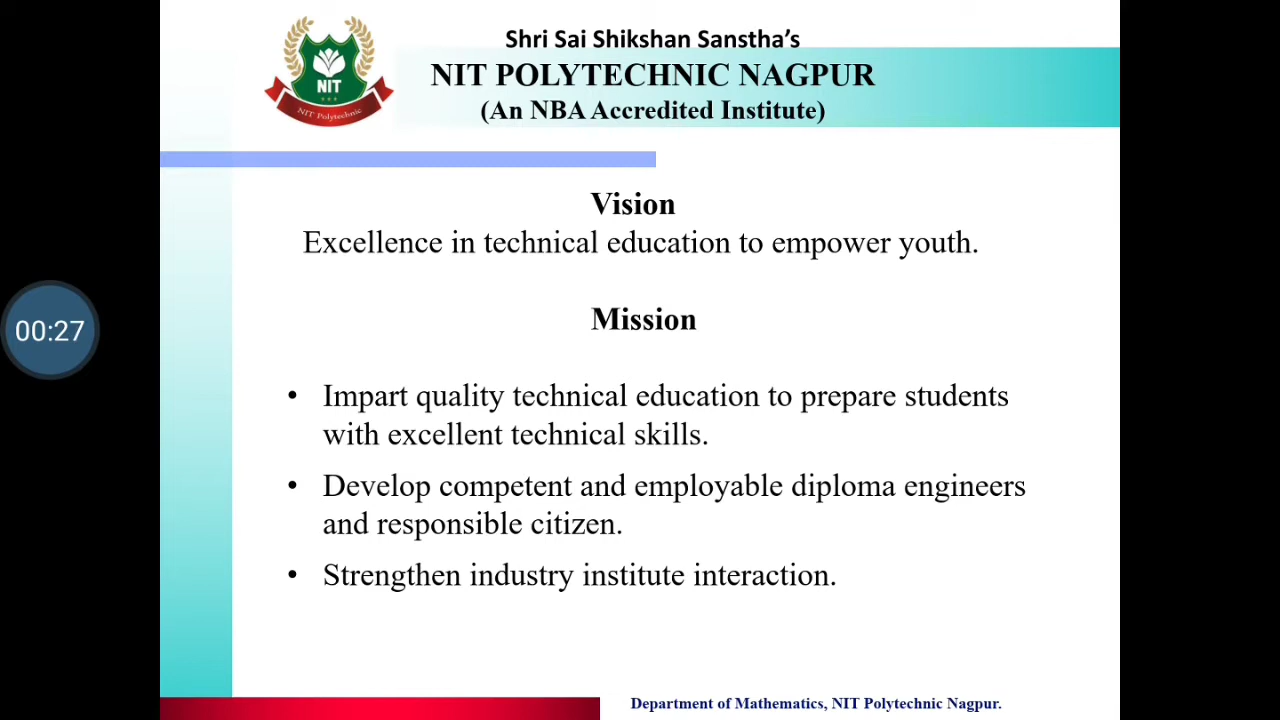 Shri Sai Shikshan Sanstha's
NIT POLYTECHNIC NAGPUR
(An NBA Accredited Institute)
NIT
NIT Polytechnic
Vision
Excellence in technical education to empower youth.
00:27
Mission
• Impart quality technical education to prepare students
with excellent technical skills.
• Develop competent and employable diploma engineers
and responsible citizen.
• Strengthen industry institute interaction.
Department of Mathematics, NIT Polytechnic Nagpur.